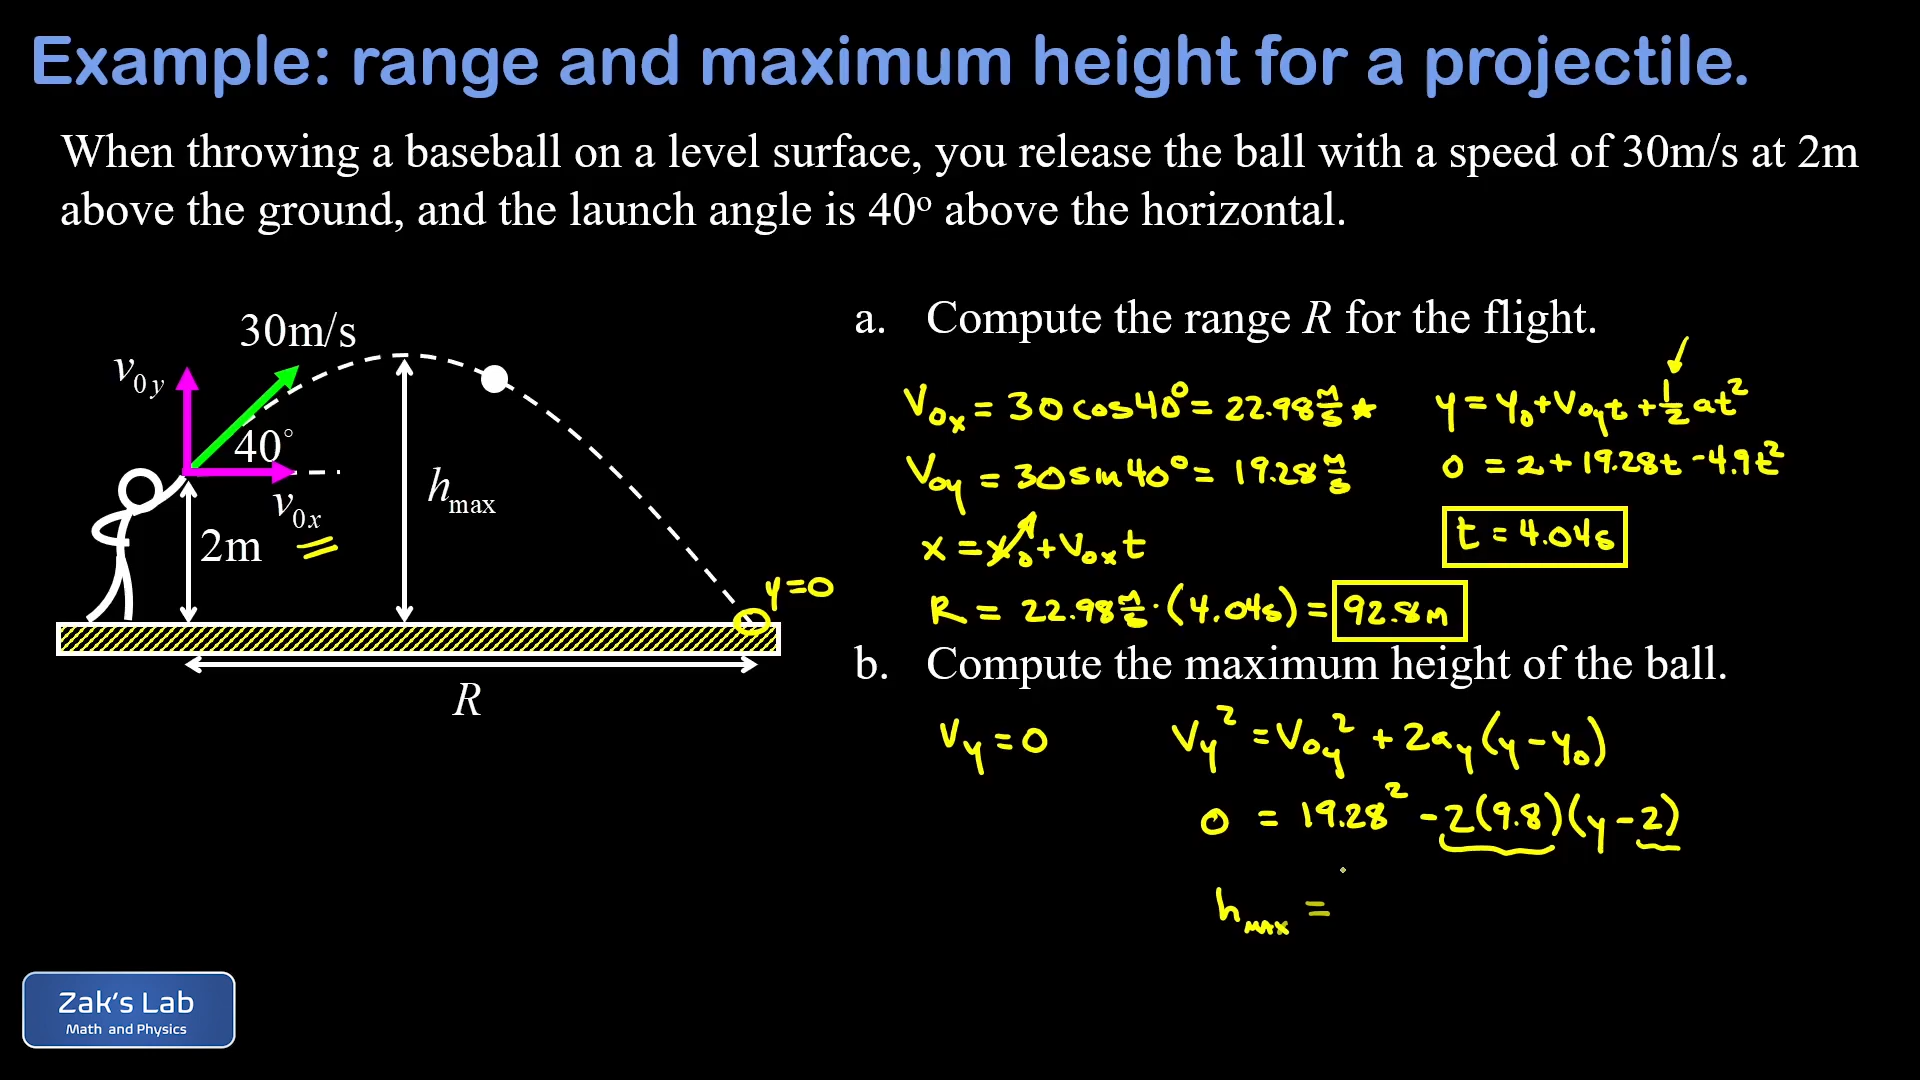 Example: range and maximum height for a projectile.
When throwing a baseball on a level surface, you release the ball with a speed of 30m/s at 2m
above the ground, and the launch angle is 40° above the horizontal.
30m/s
v0y
40°
v0x
2m
hmax
y=0
R
a. Compute the range R for the flight.
V0x = 30 cos40° = 22.98 m/s ★
V0y = 30 sin40° = 19.28 m/s
x = x0 + V0x t
R = 22.98 m/s · (4.04s) = 92.8m
y = y0 + V0y t + 1/2 at²
0 = 2 + 19.28t - 4.9t²
t = 4.04s
b. Compute the maximum height of the ball.
Vy = 0
Vy² = V0y² + 2ay (y - y0)
0 = 19.28² - 2(9.8)(y - 2)
hmax =
Zak's Lab
Math and Physics